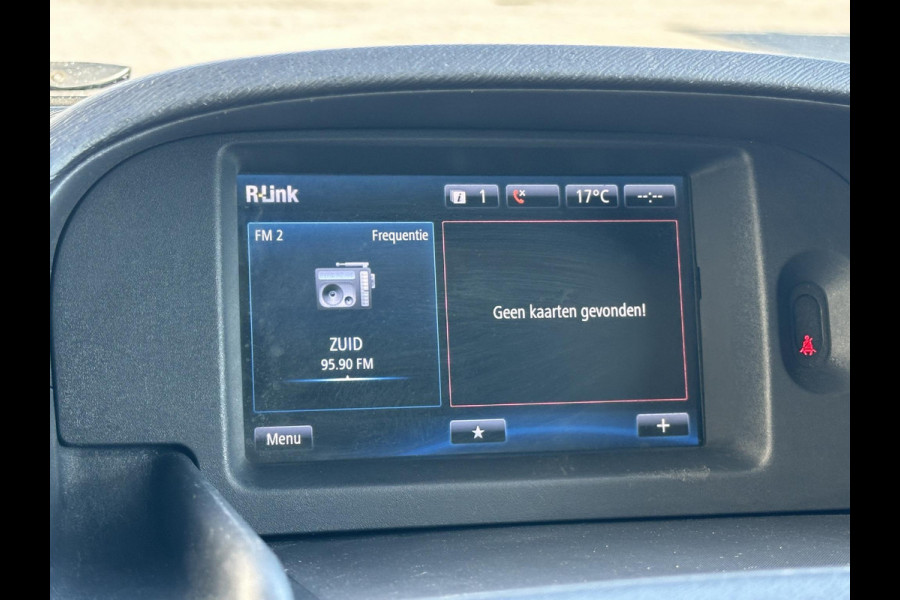 R-Link
1
17°C
--:--
FM 2
Frequentie
ZUID
95.90 FM
Geen kaarten gevonden!
Menu
+